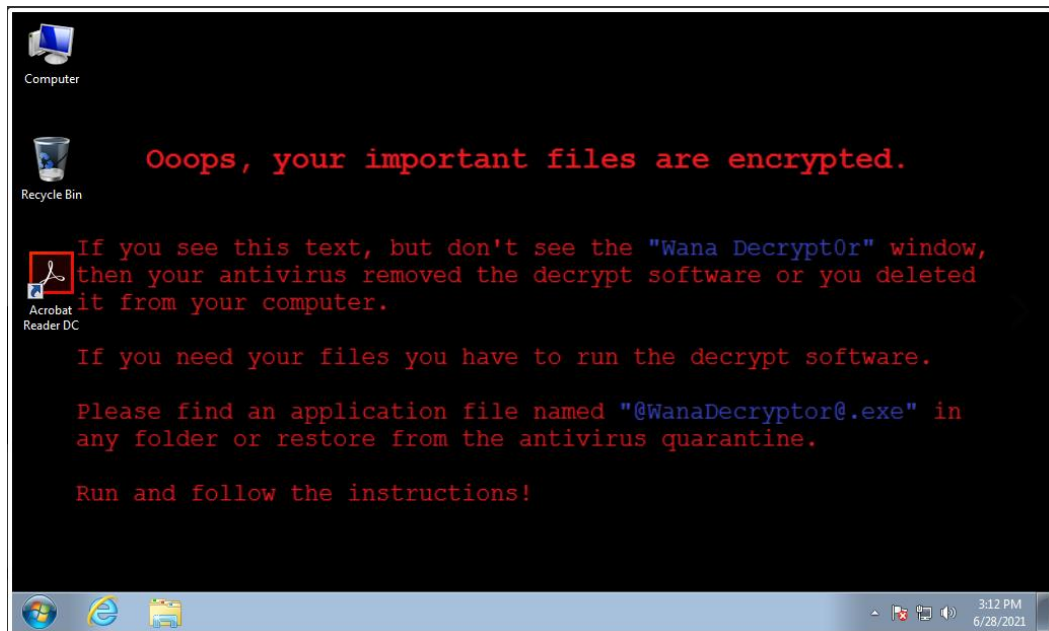 Computer
Ooops, your important files are encrypted.
Recycle Bin
If you see this text, but don't see the "Wana Decrypt0r" window,
then your antivirus removed the decrypt software or you deleted
it from your computer.
Acrobat
Reader DC
If you need your files you have to run the decrypt software.
Please find an application file named "@WanaDecryptor@.exe" in
any folder or restore from the antivirus quarantine.
Run and follow the instructions!
3:12 PM
6/28/2021